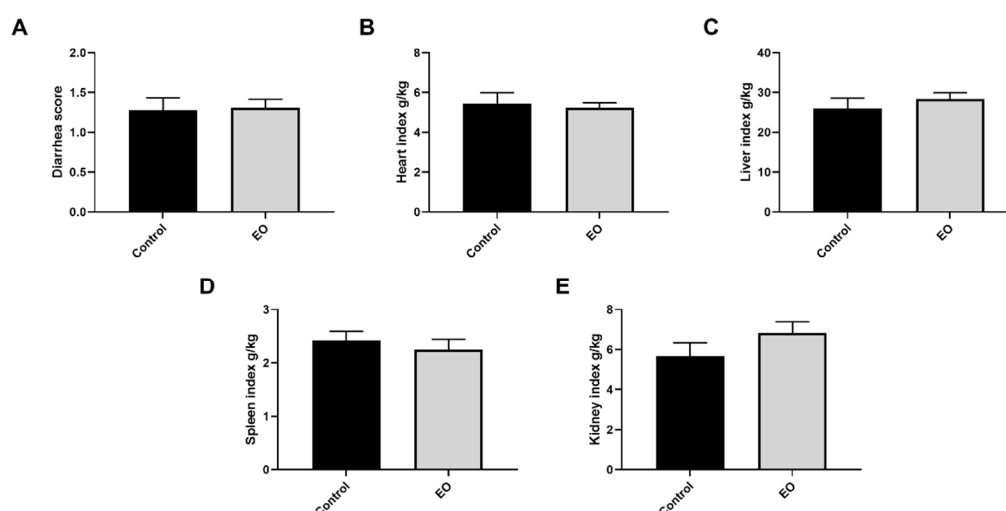 A
Diarrhea score
2.0
1.5
1.0
0.5
0.0
Control
EO
B
Heart index g/kg
8
6
4
2
0
Control
EO
C
Liver index g/kg
40
30
20
10
0
Control
EO
D
Spleen index g/kg
3
2
1
0
Control
EO
E
Kidney index g/kg
8
6
4
2
0
Control
EO